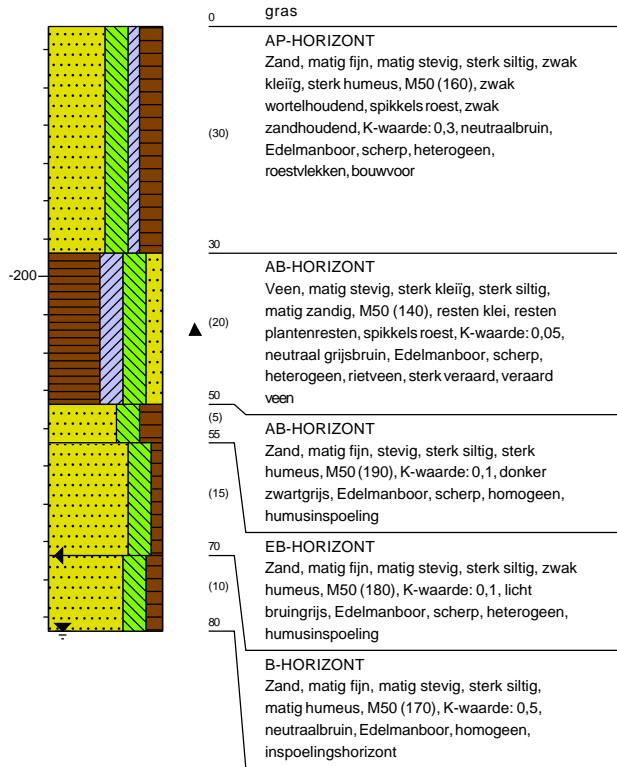 0
gras
AP-HORIZONT
Zand, matig fijn, matig stevig, sterk siltig, zwak
kleiïg, sterk humeus, M50 (160), zwak
wortelhoudend, spikkels roest, zwak
zandhoudend, K-waarde: 0,3, neutraalbruin,
Edelmanboor, scherp, heterogeen,
roestvlekken, bouwvoor
(30)
30
-200
AB-HORIZONT
Veen, matig stevig, sterk kleiïg, sterk siltig,
matig zandig, M50 (140), resten klei, resten
plantenresten, spikkels roest, K-waarde: 0,05,
neutraal grijsbruin, Edelmanboor, scherp,
heterogeen, rietveen, sterk veraard, veraard
veen
(20)
50
AB-HORIZONT
Zand, matig fijn, stevig, sterk siltig, sterk
humeus, M50 (190), K-waarde: 0,1, donker
zwartgrijs, Edelmanboor, scherp, homogeen,
humusinspoeling
(5)
55
EB-HORIZONT
Zand, matig fijn, matig stevig, sterk siltig, zwak
humeus, M50 (180), K-waarde: 0,1, licht
bruingrijs, Edelmanboor, scherp, heterogeen,
humusinspoeling
(15)
70
B-HORIZONT
Zand, matig fijn, matig stevig, sterk siltig,
matig humeus, M50 (170), K-waarde: 0,5,
neutraalbruin, Edelmanboor, homogeen,
inspoelingshorizont
(10)
80